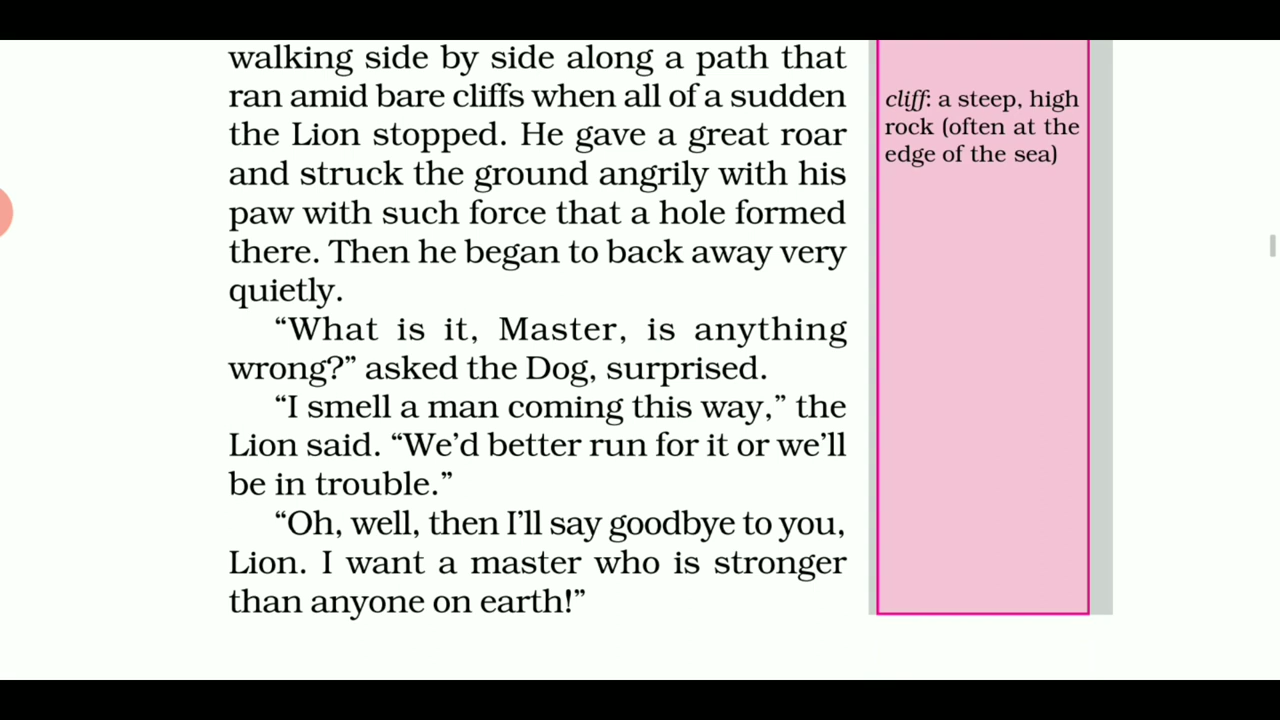 walking side by side along a path that
ran amid bare cliffs when all of a sudden
the Lion stopped. He gave a great roar
and struck the ground angrily with his
paw with such force that a hole formed
there. Then he began to back away very
quietly.
“What is it, Master, is anything
wrong?” asked the Dog, surprised.
“I smell a man coming this way,” the
Lion said. “We’d better run for it or we’ll
be in trouble.”
“Oh, well, then I’ll say goodbye to you,
Lion. I want a master who is stronger
than anyone on earth!”
cliff: a steep, high
rock (often at the
edge of the sea)